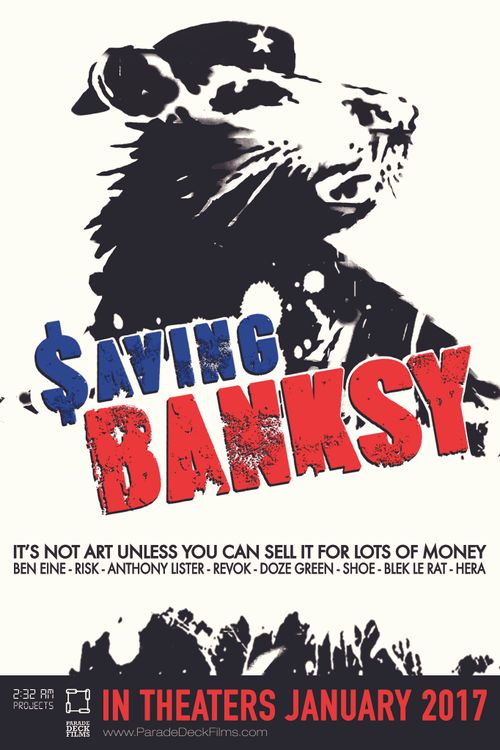 $AVING
BANKSY
IT'S NOT ART UNLESS YOU CAN SELL IT FOR LOTS OF MONEY
BEN EINE - RISK - ANTHONY LISTER - REVOK - DOZE GREEN - SHOE - BLEK LE RAT - HERA
2:32 AM
PROJECTS
PARADE
DECK
FILMS
IN THEATERS JANUARY 2017
www.ParadeDeckFilms.com